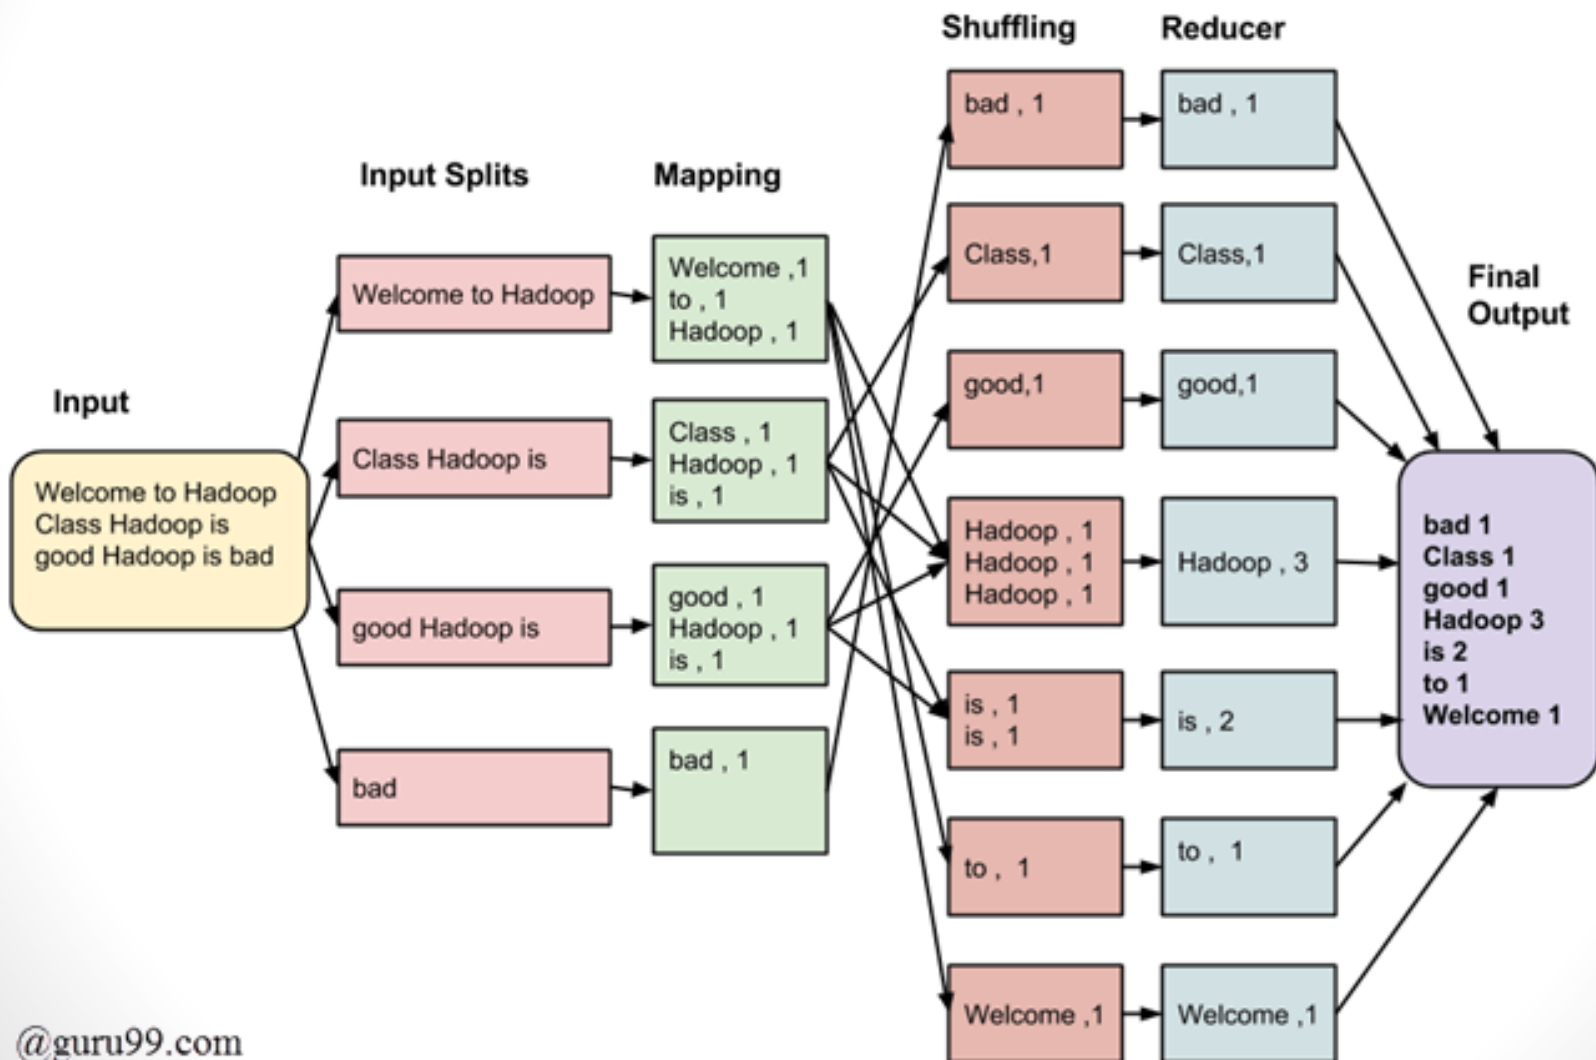 Input
Welcome to Hadoop
Class Hadoop is
good Hadoop is bad
Input Splits
Welcome to Hadoop
Class Hadoop is
good Hadoop is
bad
Mapping
Welcome ,1
to , 1
Hadoop , 1
Class , 1
Hadoop , 1
is , 1
good , 1
Hadoop , 1
is , 1
bad , 1
Shuffling
bad , 1
Class,1
good,1
Hadoop , 1
Hadoop , 1
Hadoop , 1
is , 1
is , 1
to , 1
Welcome ,1
Reducer
bad , 1
Class,1
good,1
Hadoop , 3
is , 2
to , 1
Welcome ,1
Final
Output
bad 1
Class 1
good 1
Hadoop 3
is 2
to 1
Welcome 1
@guru99.com